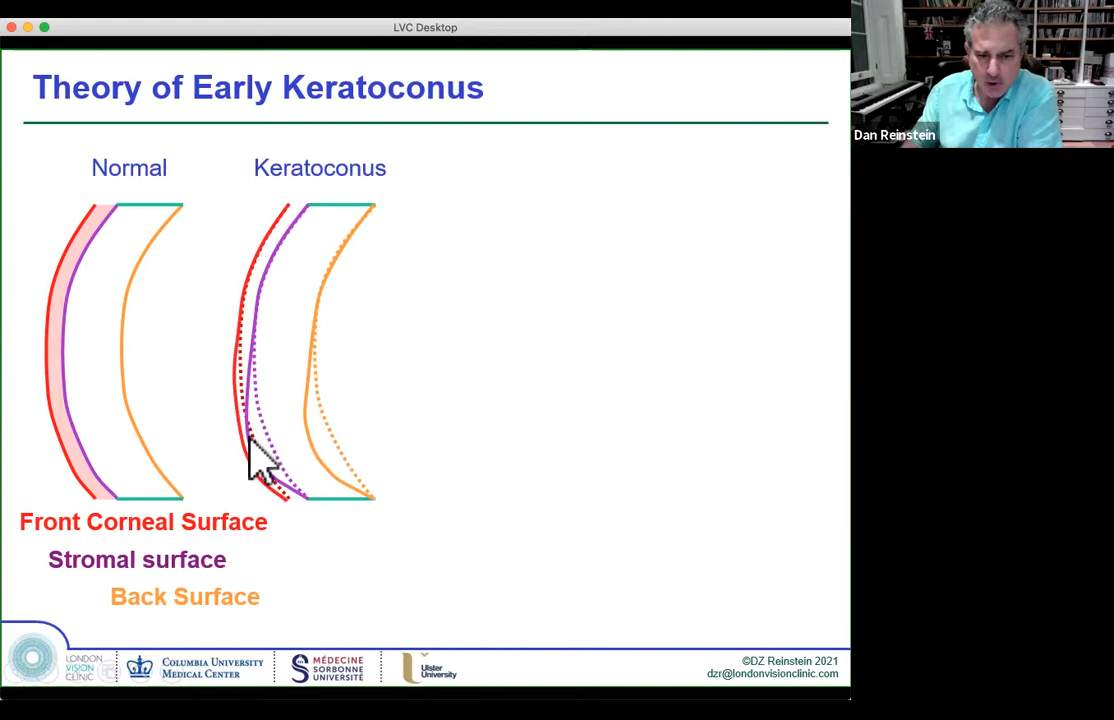 LVC Desktop
Theory of Early Keratoconus
Normal
Keratoconus
Front Corneal Surface
Stromal surface
Back Surface
LONDON
VISION
CLINIC
COLUMBIA UNIVERSITY
MEDICAL CENTER
MÉDECINE
SORBONNE
UNIVERSITÉ
Ulster
University
©DZ Reinstein 2021
dzr@londonvisionclinic.com
Dan Reinstein